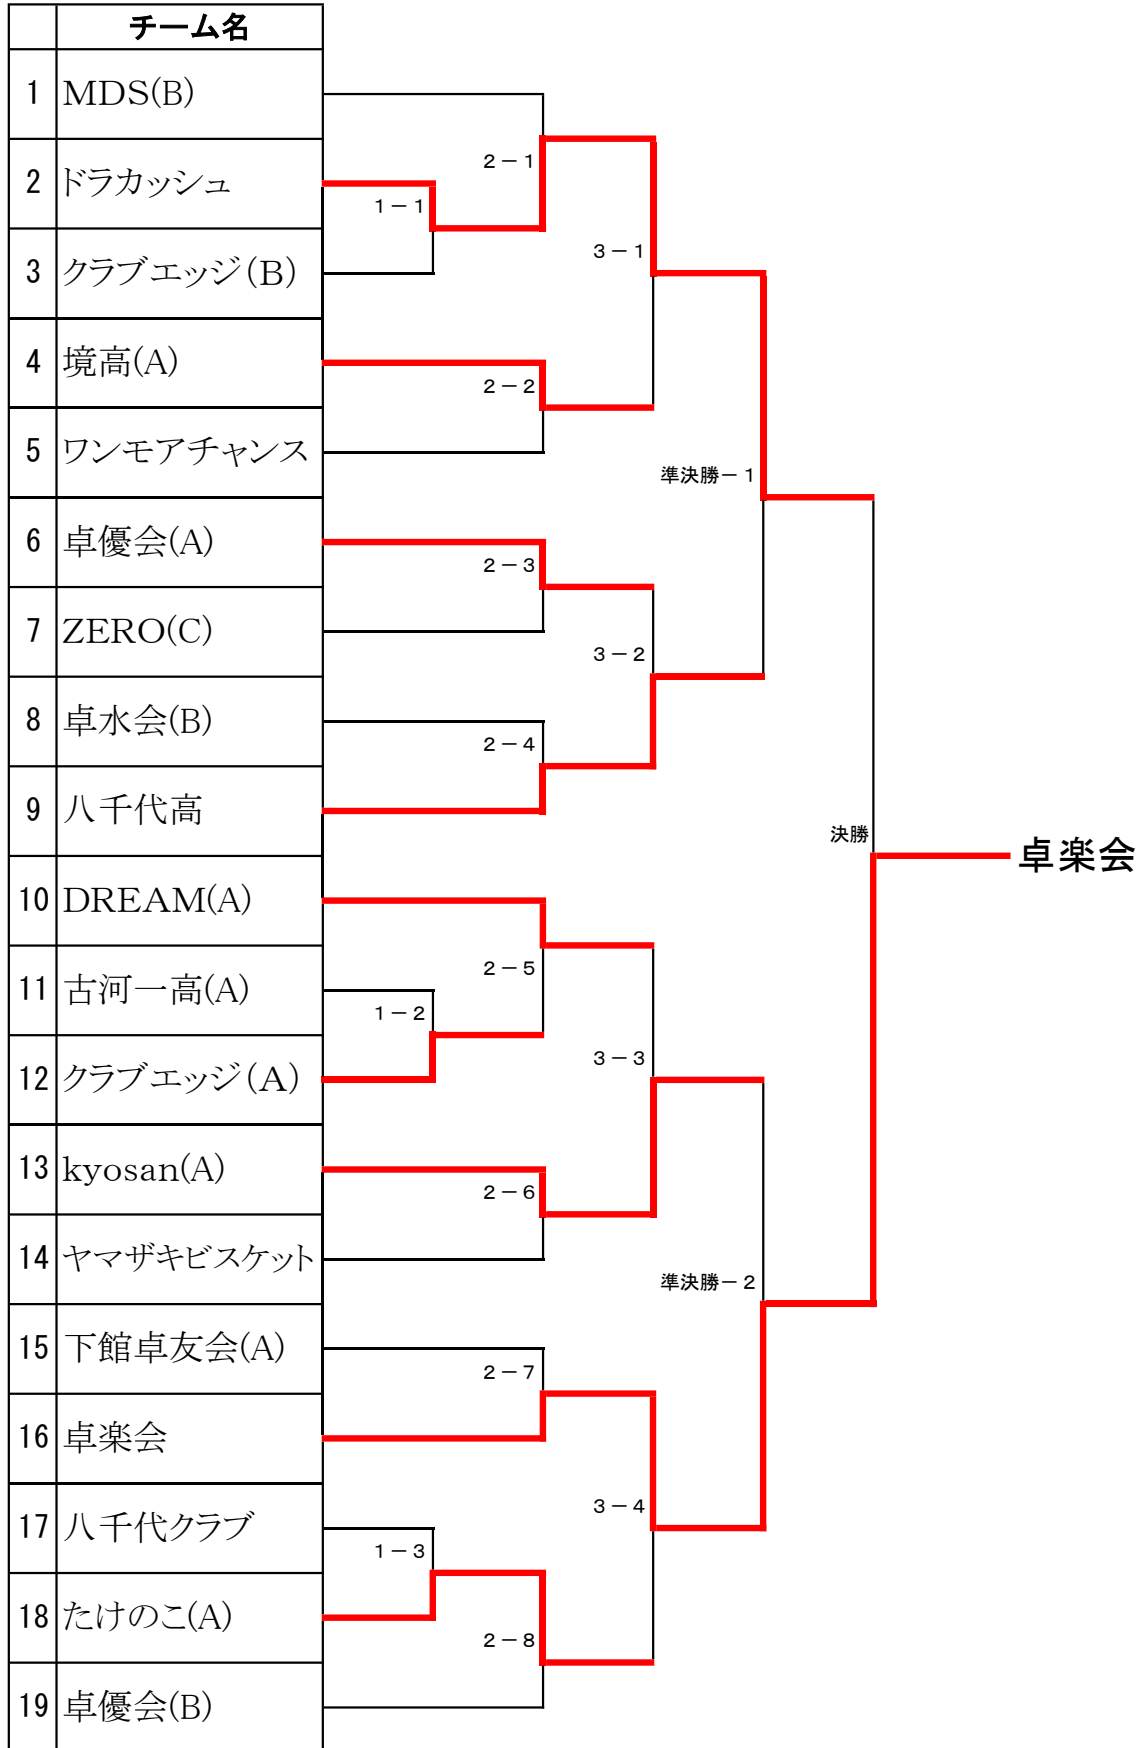 チーム名
1 MDS(B)
2 ドラカッシュ
3 クラブエッジ(B)
4 境高(A)
5 ワンモアチャンス
6 卓優会(A)
7 ZERO(C)
8 卓水会(B)
9 八千代高
10 DREAM(A)
11 古河一高(A)
12 クラブエッジ(A)
13 kyosan(A)
14 ヤマザキビスケット
15 下館卓友会(A)
16 卓楽会
17 八千代クラブ
18 たけのこ(A)
19 卓優会(B)
1－1
1－2
1－3
2－1
2－2
2－3
2－4
2－5
2－6
2－7
2－8
3－1
3－2
3－3
3－4
準決勝－1
準決勝－2
決勝
卓楽会